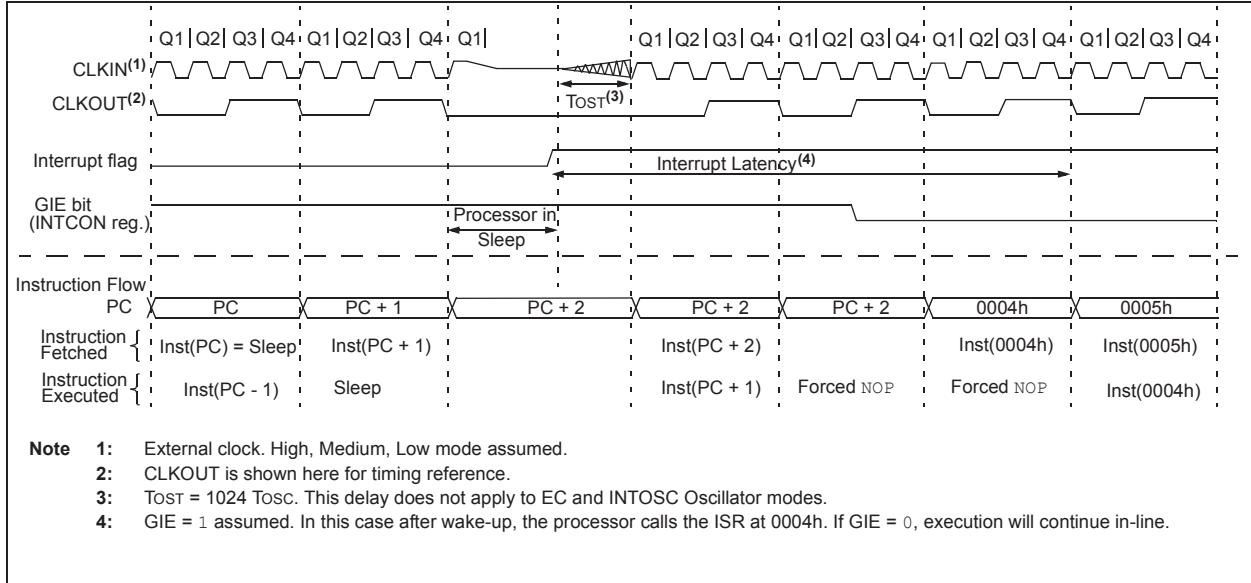 Q1 Q2 Q3 Q4 Q1 Q2 Q3 Q4 Q1 Q1 Q2 Q3 Q4 Q1 Q2 Q3 Q4 Q1 Q2 Q3 Q4 Q1 Q2 Q3 Q4
CLKIN(1)
CLKOUT(2)
TOST(3)
Interrupt flag
Interrupt Latency(4)
GIE bit
(INTCON reg.)
Processor in
Sleep
Instruction Flow
PC PC PC + 1 PC + 2 PC + 2 PC + 2 0004h 0005h
Instruction
Fetched
Inst(PC) = Sleep Inst(PC + 1) Inst(PC + 2) Inst(0004h) Inst(0005h)
Instruction
Executed
Inst(PC - 1) Sleep Inst(PC + 1) Forced NOP Forced NOP Inst(0004h)
Note 1: External clock. High, Medium, Low mode assumed.
2: CLKOUT is shown here for timing reference.
3: TOST = 1024 TOSC. This delay does not apply to EC and INTOSC Oscillator modes.
4: GIE = 1 assumed. In this case after wake-up, the processor calls the ISR at 0004h. If GIE = 0, execution will continue in-line.